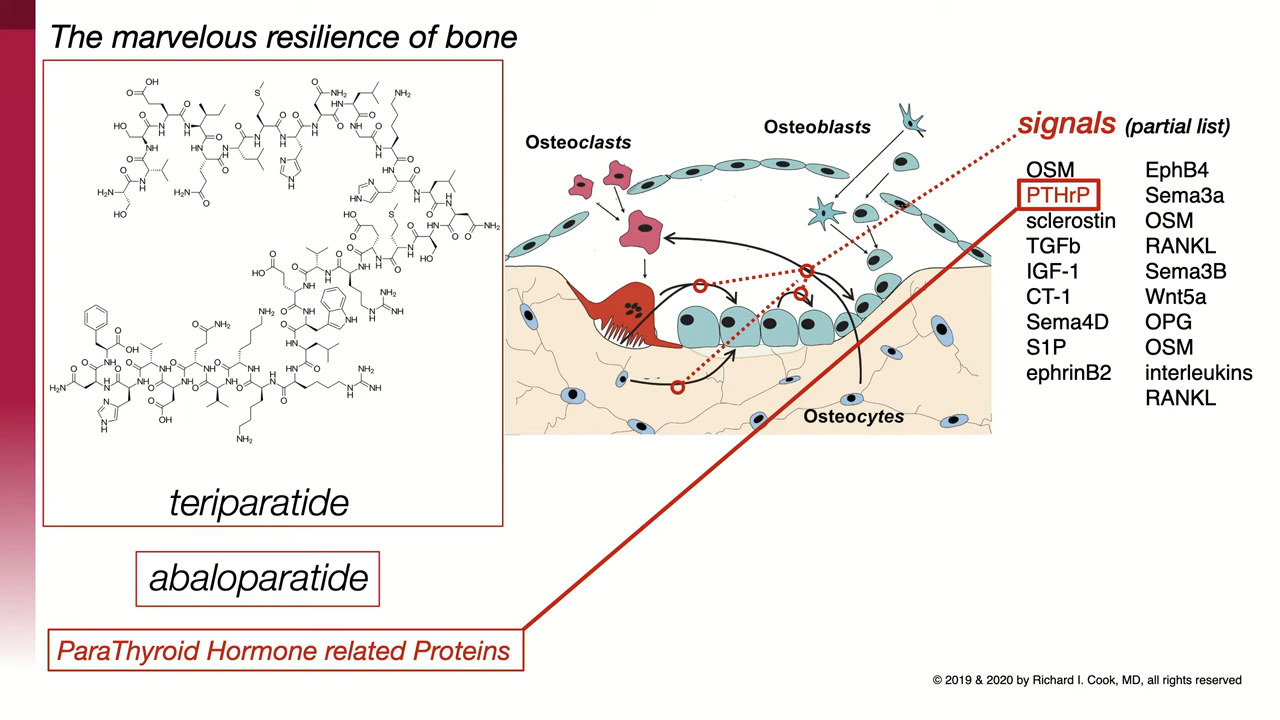 The marvelous resilience of bone
teriparatide
abaloparatide
ParaThyroid Hormone related Proteins
Osteoclasts
Osteoblasts
Osteocytes
signals (partial list)
OSM
PTHrP
sclerostin
TGFb
IGF-1
CT-1
Sema4D
S1P
ephrinB2
EphB4
Sema3a
OSM
RANKL
Sema3B
Wnt5a
OPG
OSM
interleukins
RANKL
© 2019 & 2020 by Richard I. Cook, MD, all rights reserved